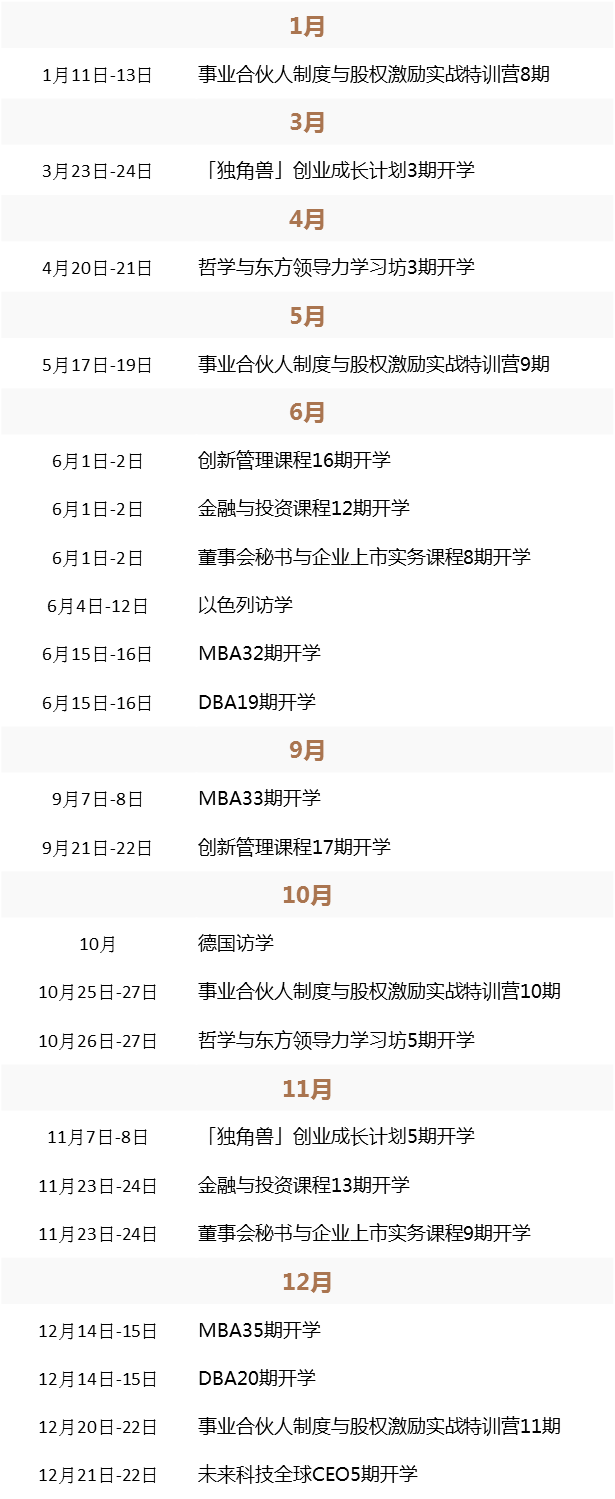 1月
1月11日-13日 事业合伙人制度与股权激励实战特训营8期
3月
3月23日-24日 「独角兽」创业成长计划3期开学
4月
4月20日-21日 哲学与东方领导力学习坊3期开学
5月
5月17日-19日 事业合伙人制度与股权激励实战特训营9期
6月
6月1日-2日 创新管理课程16期开学
6月1日-2日 金融与投资课程12期开学
6月1日-2日 董事会秘书与企业上市实务课程8期开学
6月4日-12日 以色列访学
6月15日-16日 MBA32期开学
6月15日-16日 DBA19期开学
9月
9月7日-8日 MBA33期开学
9月21日-22日 创新管理课程17期开学
10月
10月 德国访学
10月25日-27日 事业合伙人制度与股权激励实战特训营10期
10月26日-27日 哲学与东方领导力学习坊5期开学
11月
11月7日-8日 「独角兽」创业成长计划5期开学
11月23日-24日 金融与投资课程13期开学
11月23日-24日 董事会秘书与企业上市实务课程9期开学
12月
12月14日-15日 MBA35期开学
12月14日-15日 DBA20期开学
12月20日-22日 事业合伙人制度与股权激励实战特训营11期
12月21日-22日 未来科技全球CEO5期开学